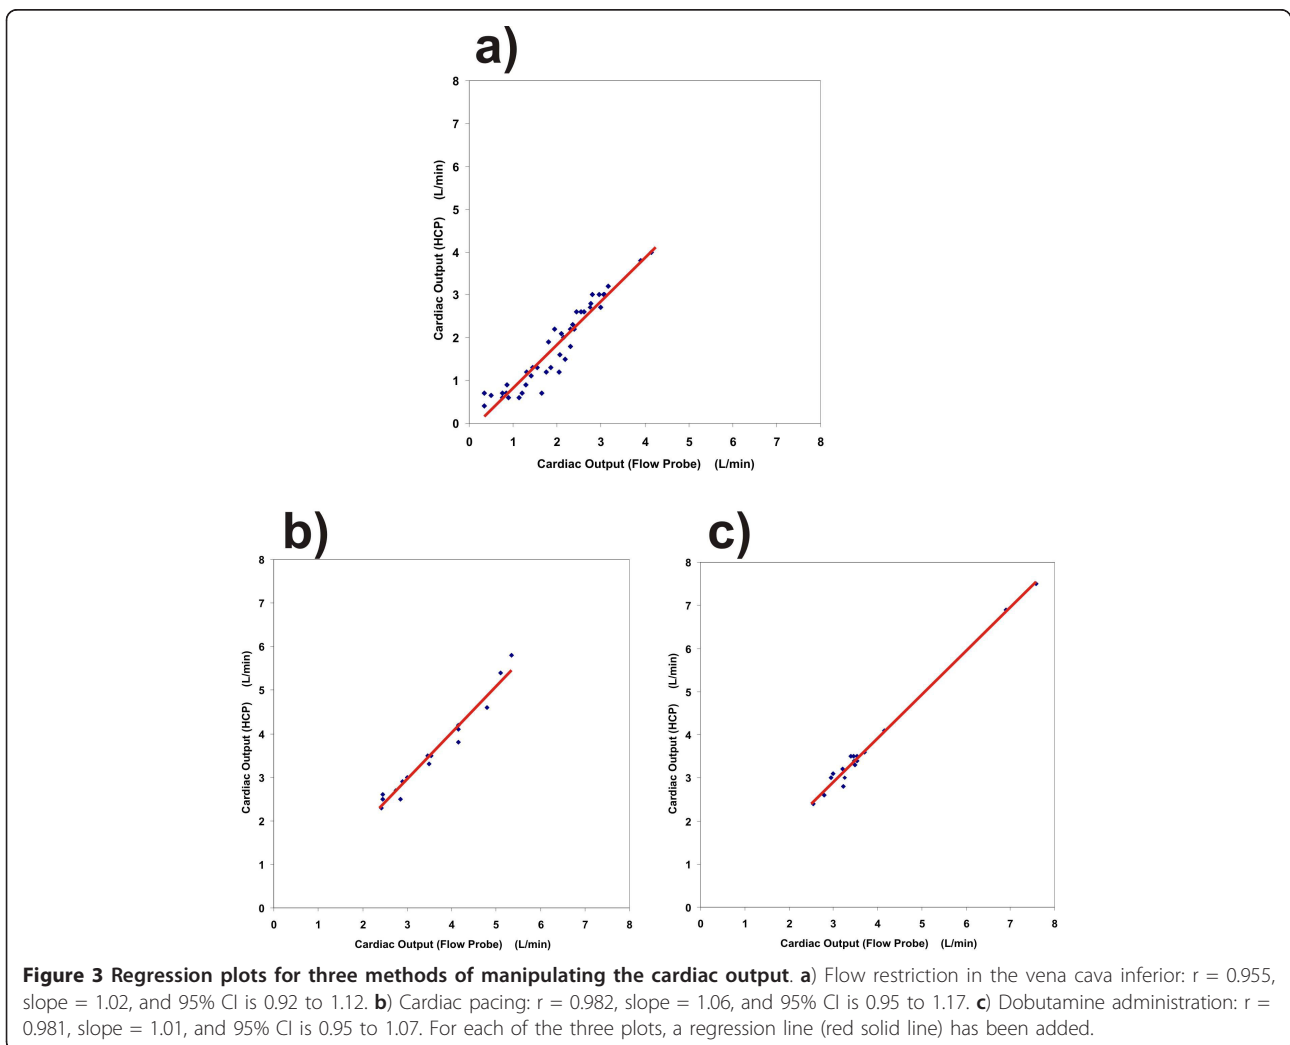 a)
8
7
6
5
4
3
2
1
0
Cardiac Output (HCP) (L/min)
0 1 2 3 4 5 6 7 8
Cardiac Output (Flow Probe) (L/min)
b)
8
7
6
5
4
3
2
1
0
Cardiac Output (HCP) (L/min)
0 1 2 3 4 5 6 7 8
Cardiac Output (Flow Probe) (L/min)
c)
8
7
6
5
4
3
2
1
0
Cardiac Output (HCP) (L/min)
0 1 2 3 4 5 6 7 8
Cardiac Output (Flow Probe) (L/min)
Figure 3 Regression plots for three methods of manipulating the cardiac output. a) Flow restriction in the vena cava inferior: r = 0.955,
slope = 1.02, and 95% CI is 0.92 to 1.12. b) Cardiac pacing: r = 0.982, slope = 1.06, and 95% CI is 0.95 to 1.17. c) Dobutamine administration: r =
0.981, slope = 1.01, and 95% CI is 0.95 to 1.07. For each of the three plots, a regression line (red solid line) has been added.